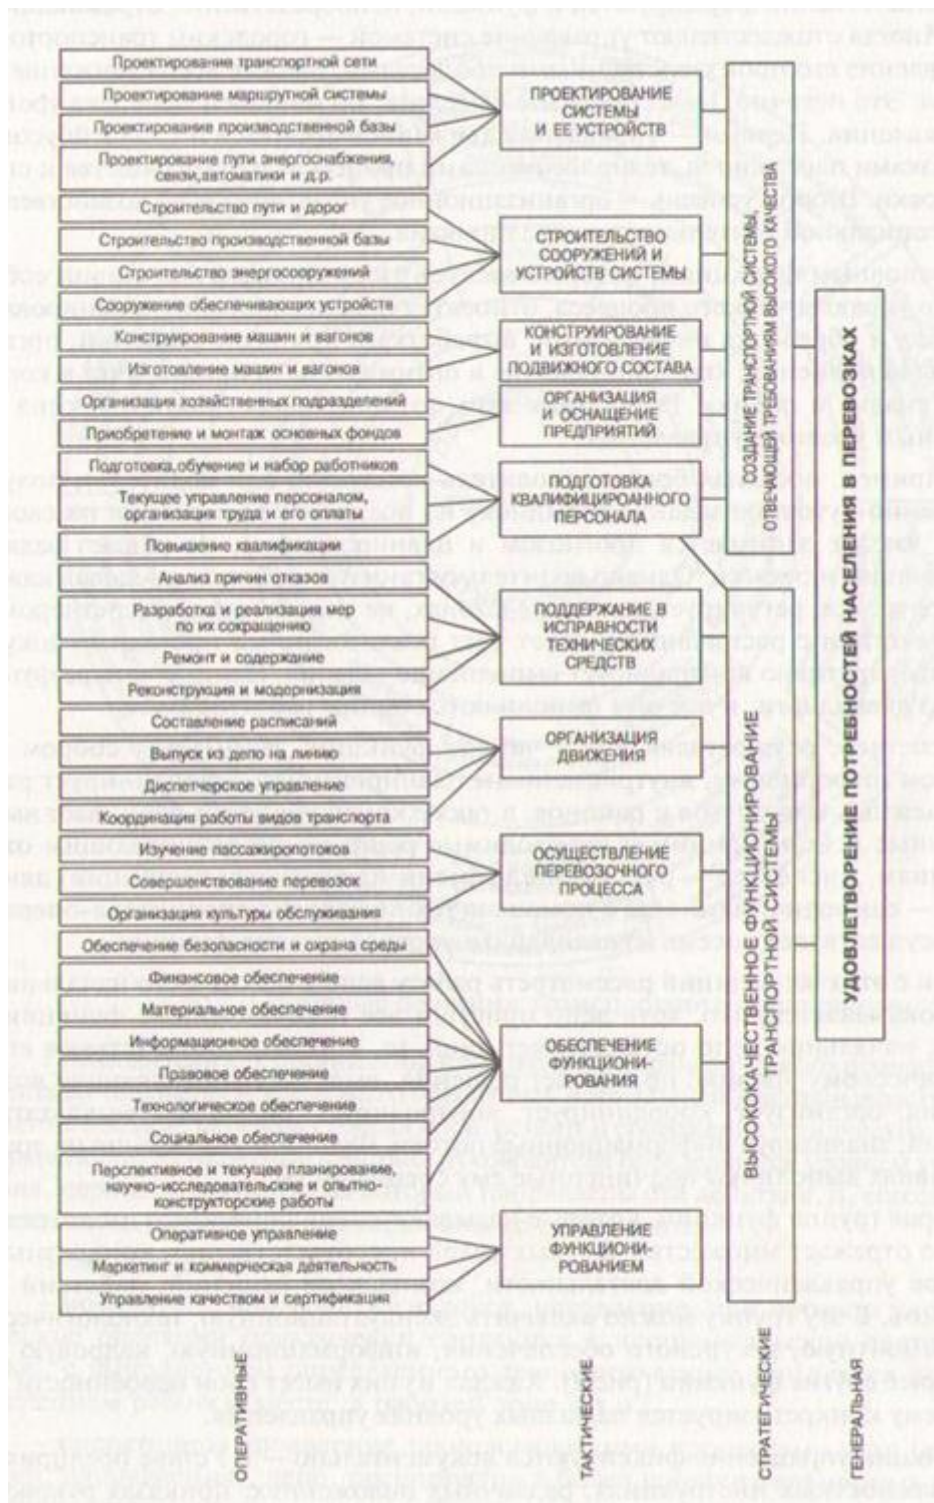 Проектирование транспортной сети
Проектирование маршрутной системы
Проектирование производственной базы
Проектирование пути энергоснабжения,
связи,автоматики и д.р.
Строительство пути и дорог
Строительство производственной базы
Строительство энергосооружений
Сооружение обеспечивающих устройств
Конструирование машин и вагонов
Изготовление машин и вагонов
Организация хозяйственных подразделений
Приобретение и монтаж основных фондов
Подготовка,обучение и набор работников
Текущее управление персоналом,
организация труда и его оплаты
Повышение квалификации
Анализ причин отказов
Разработка и реализация мер
по их сокращению
Ремонт и содержание
Реконструкция и модернизация
Составление расписаний
Выпуск из депо на линию
Диспетчерское управление
Координация работы видов транспорта
Изучение пассажиропотоков
Совершенствование перевозок
Организация культуры обслуживания
Обеспечение безопасности и охрана среды
Финансовое обеспечение
Материальное обеспечение
Информационное обеспечение
Правовое обеспечение
Технологическое обеспечение
Социальное обеспечение
Перспективное и текущее планирование,
научно-исследовательские и опытно-
конструкторские работы
Оперативное управление
Маркетинг и коммерческая деятельность
Управление качеством и сертификация
ОПЕРАТИВНЫЕ
ПРОЕКТИРОВАНИЕ
СИСТЕМЫ
И ЕЕ УСТРОЙСТВ
СТРОИТЕЛЬСТВО
СООРУЖЕНИЙ И
УСТРОЙСТВ СИСТЕМЫ
КОНСТРУИРОВАНИЕ
И ИЗГОТОВЛЕНИЕ
ПОДВИЖНОГО СОСТАВА
ОРГАНИЗАЦИЯ
И ОСНАЩЕНИЕ
ПРЕДПРИЯТИЙ
ПОДГОТОВКА
КВАЛИФИЦИРОАННОГО
ПЕРСОНАЛА
ПОДДЕРЖАНИЕ В
ИСПРАВНОСТИ
ТЕХНИЧЕСКИХ
СРЕДСТВ
ОРГАНИЗАЦИЯ
ДВИЖЕНИЯ
ОСУЩЕСТВЛЕНИЕ
ПЕРЕВОЗОЧНОГО
ПРОЦЕССА
ОБЕСПЕЧЕНИЕ
ФУНКЦИОНИ-
РОВАНИЯ
УПРАВЛЕНИЕ
ФУНКЦИОНИ-
РОВАНИЕМ
ТАКТИЧЕСКИЕ
СОЗДАНИЕ ТРАНСПОРТНОЙ СИСТЕМЫ,
ОТВЕЧАЮЩЕЙ ТРЕБОВАНИЯМ ВЫСОКОГО КАЧЕСТВА
ВЫСОКОКАЧЕСТВЕННОЕ ФУНКЦИОНИРОВАНИЕ
ТРАНСПОРТНОЙ СИСТЕМЫ
СТРАТЕГИЧЕСКИЕ
УДОВЛЕТВОРЕНИЕ ПОТРЕБНОСТЕЙ НАСЕЛЕНИЯ В ПЕРЕВОЗКАХ
ГЕНЕРАЛЬНАЯ